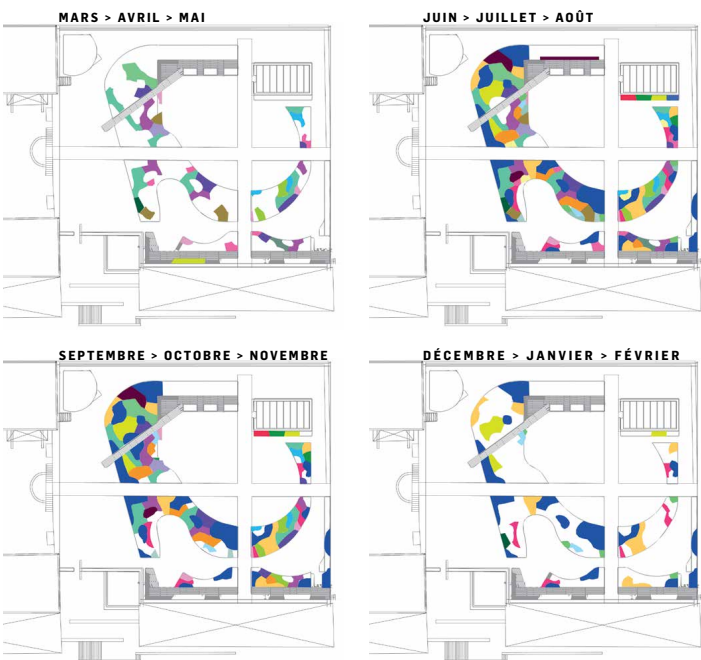 MARS > AVRIL > MAI
JUIN > JUILLET > AOÛT
SEPTEMBRE > OCTOBRE > NOVEMBRE
DÉCEMBRE > JANVIER > FÉVRIER